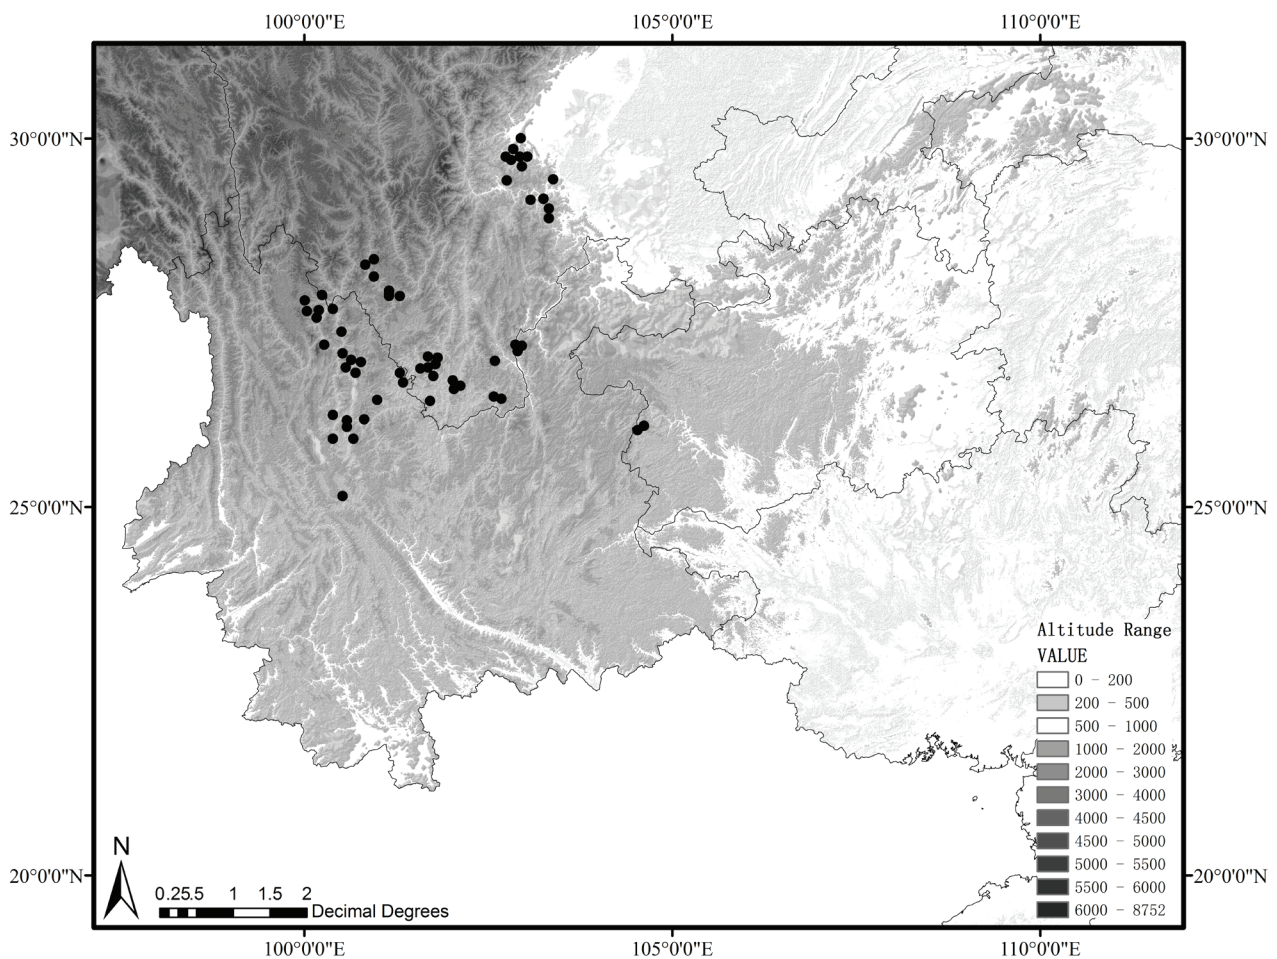 100°0'0"E 105°0'0"E 110°0'0"E
30°0'0"N 30°0'0"N
25°0'0"N 25°0'0"N
Altitude Range
VALUE
0 - 200
200 - 500
500 - 1000
1000 - 2000
2000 - 3000
3000 - 4000
4000 - 4500
4500 - 5000
5000 - 5500
5500 - 6000
6000 - 8752
20°0'0"N 20°0'0"N
N
0.25.5 1 1.5 2
Decimal Degrees
100°0'0"E 105°0'0"E 110°0'0"E